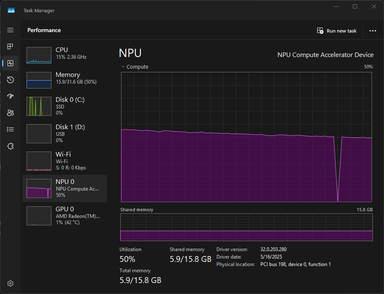 Task Manager
Performance
Run new task
CPU
15% 2.36 GHz
Memory
15.9/31.6 GB (50%)
Disk 0 (C:)
SSD
0%
Disk 1 (D:)
USB
0%
Wi-Fi
Wi-Fi
S: 0 R: 0 Kbps
NPU 0
NPU Compute Ac...
50%
GPU 0
AMD Radeon(TM)...
1% (42 °C)
NPU
NPU Compute Accelerator Device
Compute
50%
Shared memory
15.8 GB
Utilization
50%
Shared memory
5.9/15.8 GB
Total memory
5.9/15.8 GB
Driver version:
32.0.203.280
Driver date:
5/16/2025
Physical location:
PCI bus 198, device 0, function 1